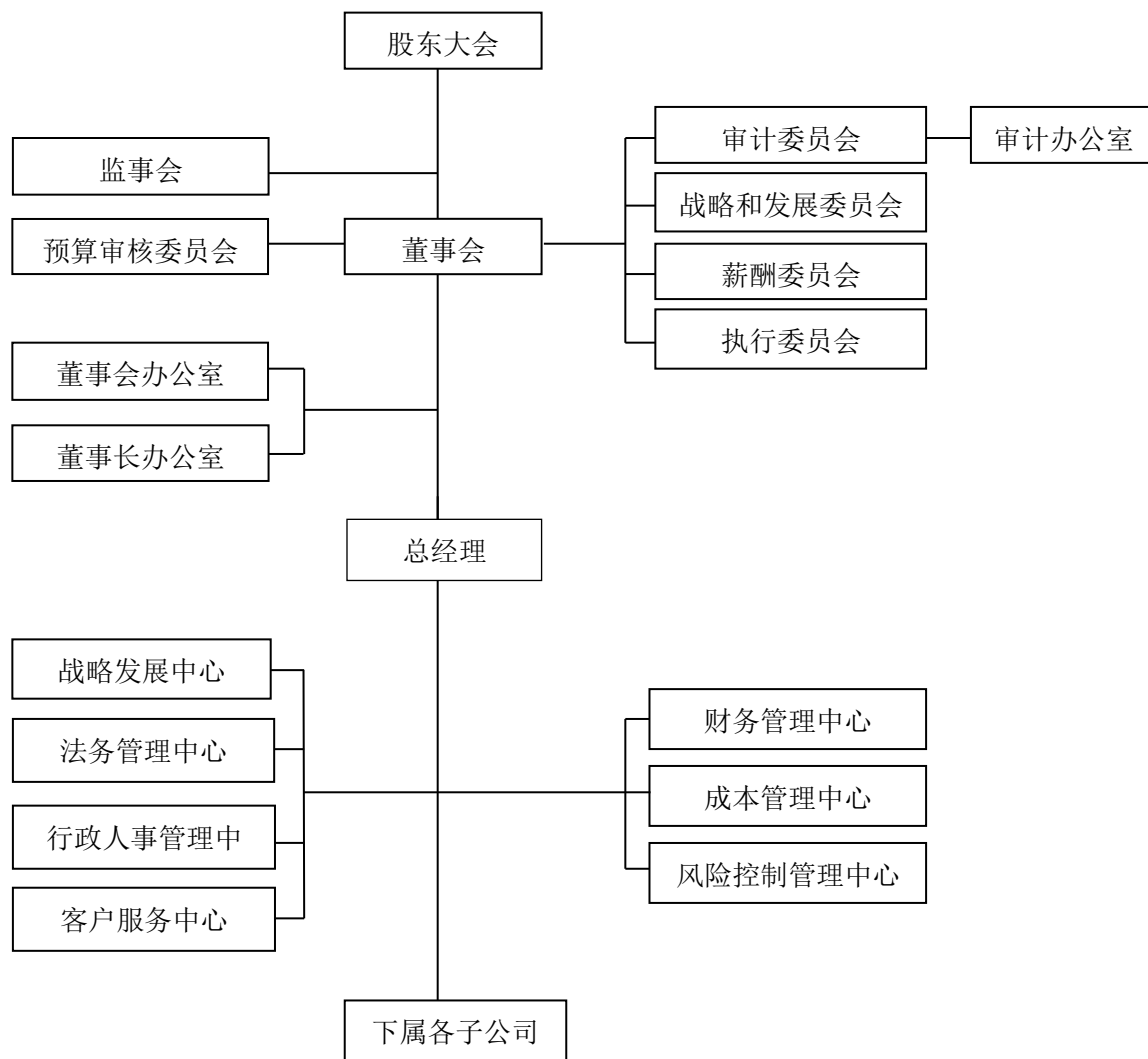 股东大会
监事会
审计委员会
审计办公室
战略和发展委员会
预算审核委员会
董事会
薪酬委员会
执行委员会
董事会办公室
董事长办公室
总经理
战略发展中心
法务管理中心
行政人事管理中
客户服务中心
财务管理中心
成本管理中心
风险控制管理中心
下属各子公司